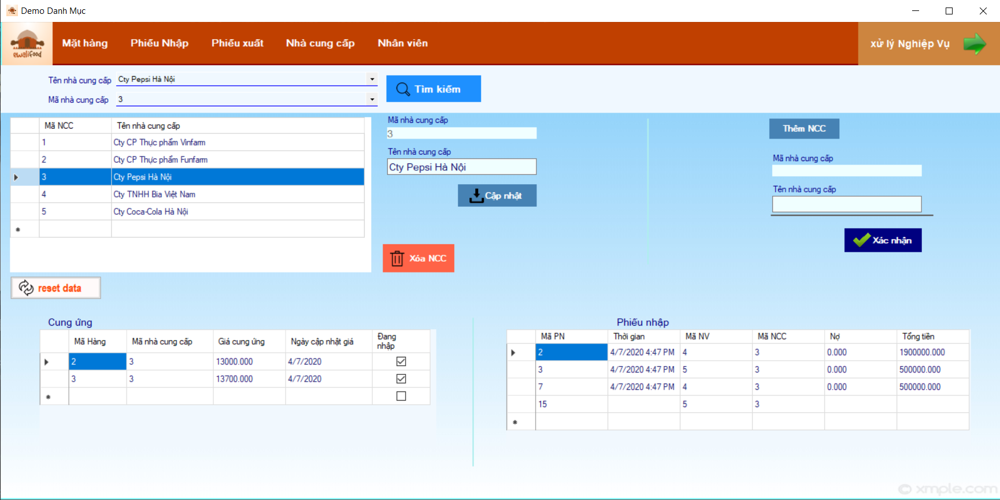 Demo Danh Mục
ewalifood
Mặt hàng Phiếu Nhập Phiếu xuất Nhà cung cấp Nhân viên xử lý Nghiệp Vụ
Tên nhà cung cấp Cty Pepsi Hà Nội
Mã nhà cung cấp 3
Tìm kiếm
Mã NCC Tên nhà cung cấp
1 Cty CP Thực phẩm Vinfarm
2 Cty CP Thực phẩm Funfarm
3 Cty Pepsi Hà Nội
4 Cty TNHH Bia Việt Nam
5 Cty Coca-Cola Hà Nội
Mã nhà cung cấp
3
Tên nhà cung cấp
Cty Pepsi Hà Nội
Cập nhật
Xóa NCC
Thêm NCC
Mã nhà cung cấp
Tên nhà cung cấp
Xác nhận
reset data
Cung ứng
Mã Hàng Mã nhà cung cấp Giá cung ứng Ngày cập nhật giá Đang
nhập
2 3 13000.000 4/7/2020
3 3 13700.000 4/7/2020
Phiếu nhập
Mã PN Thời gian Mã NV Mã NCC Nợ Tổng tiền
2 4/7/2020 4:47 PM 4 3 0.000 1900000.000
3 4/7/2020 4:47 PM 5 3 0.000 500000.000
7 4/7/2020 4:47 PM 4 3 0.000 500000.000
15 5 3
© xmple.com